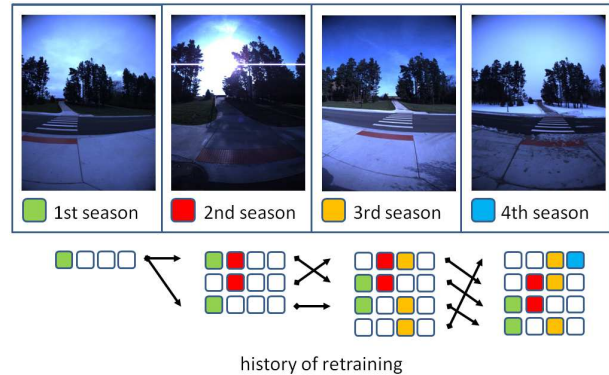 1st season
2nd season
3rd season
4th season
history of retraining